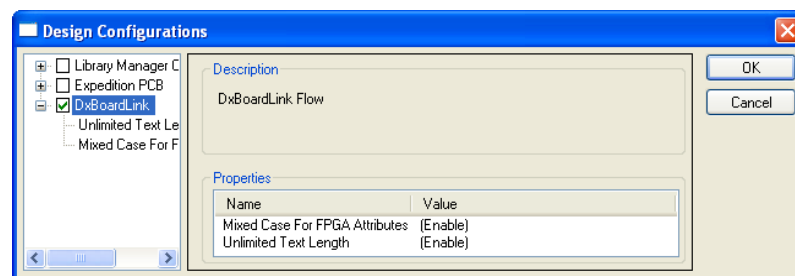 Design Configurations
Library Manager C
Expedition PCB
DxBoardLink
Unlimited Text Le
Mixed Case For F
Description
DxBoardLink Flow
Properties
Name Value
Mixed Case For FPGA Attributes (Enable)
Unlimited Text Length (Enable)
OK
Cancel